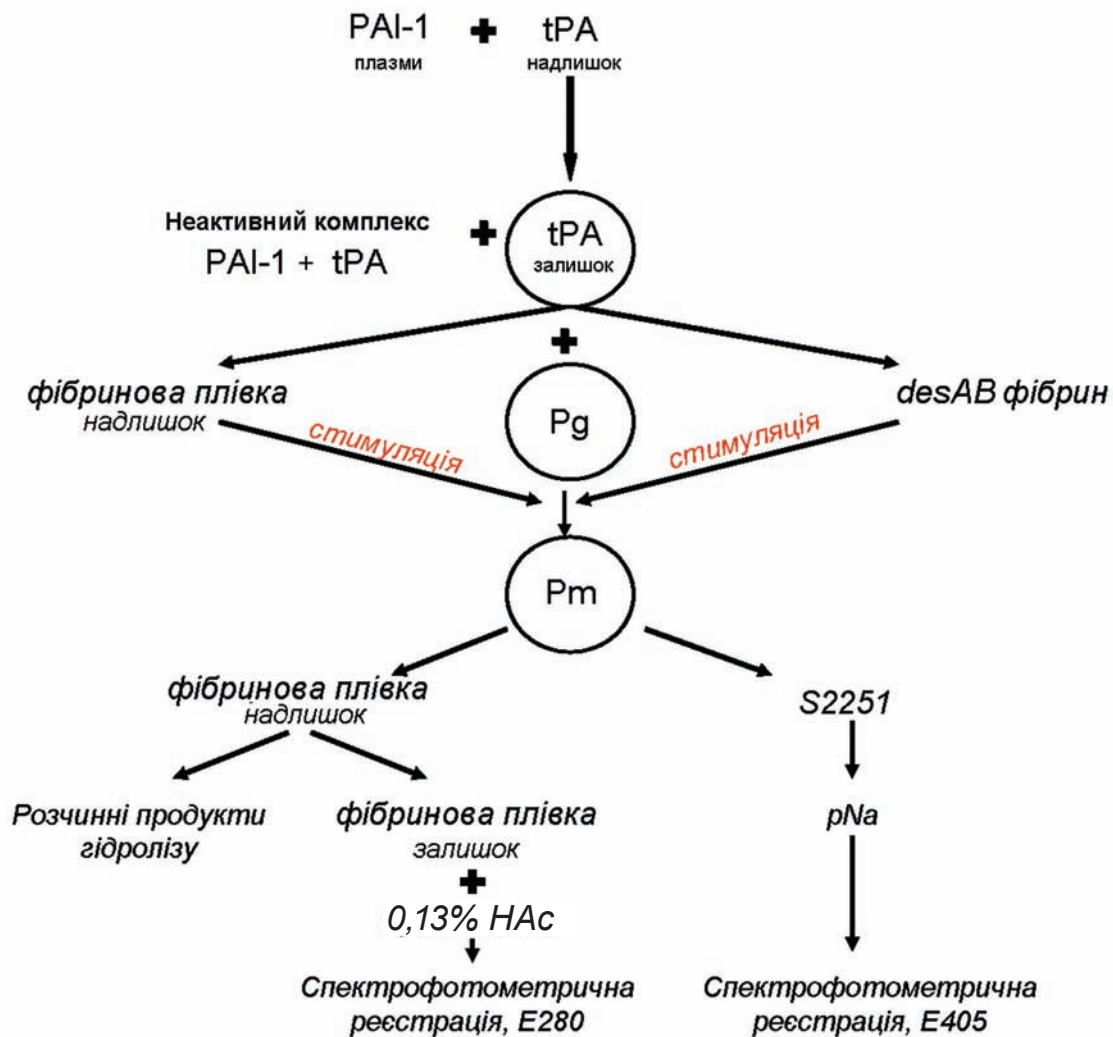 PAI-1 + tPA
плазми надлишок
Неактивний комплекс + tPA
PAI-1 + tPA залишок
+
фібринова плівка desAB фібрин
надлишок Pg
стимуляція стимуляція
Pm
фібринова плівка S2251
надлишок
Розчинні продукти фібринова плівка pNa
гідролізу залишок
+
0,13% HAc
Спектрофотометрична Спектрофотометрична
реєстрація, E280 реєстрація, E405